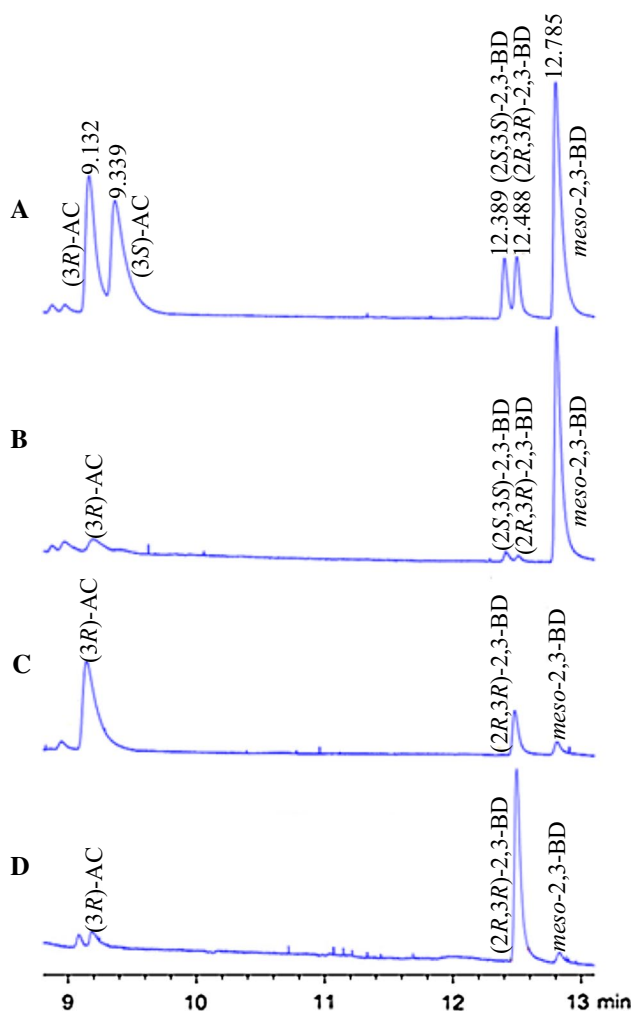 A
(3R)-AC
9.132
9.339
(3S)-AC
12.389 (2S,3S)-2,3-BD
12.488 (2R,3R)-2,3-BD
12.785
meso-2,3-BD
B
(3R)-AC
(2S,3S)-2,3-BD
(2R,3R)-2,3-BD
meso-2,3-BD
C
(3R)-AC
(2R,3R)-2,3-BD
meso-2,3-BD
D
(3R)-AC
(2R,3R)-2,3-BD
meso-2,3-BD
9 10 11 12 13 min